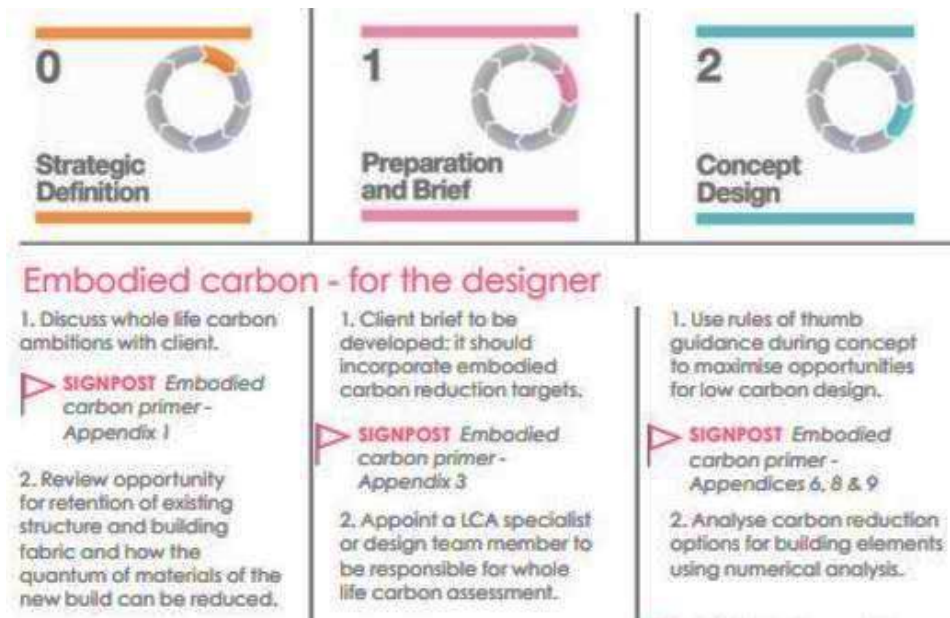 0
Strategic
Definition
1
Preparation
and Brief
2
Concept
Design
Embodied carbon - for the designer
1. Discuss whole life carbon
ambitions with client.
SIGNPOST Embodied
carbon primer -
Appendix 1
2. Review opportunity
for retention of existing
structure and building
fabric and how the
quantum of materials of the
new build can be reduced.
1. Client brief to be
developed: it should
incorporate embodied
carbon reduction targets.
SIGNPOST Embodied
carbon primer -
Appendix 3
2. Appoint a LCA specialist
or design team member to
be responsible for whole
life carbon assessment.
1. Use rules of thumb
guidance during concept
to maximise opportunities
for low carbon design.
SIGNPOST Embodied
carbon primer -
Appendices 6, 8 & 9
2. Analyse carbon reduction
options for building elements
using numerical analysis.